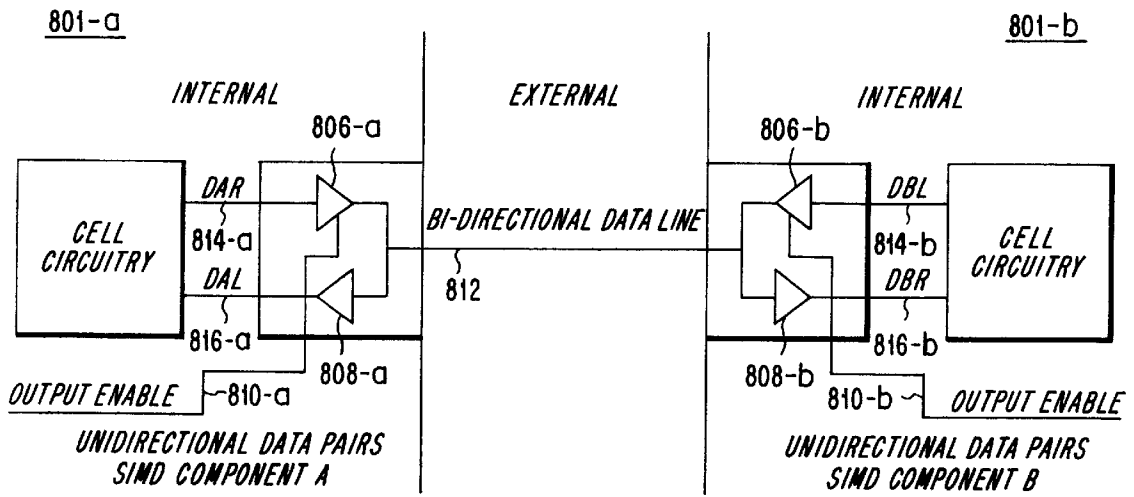 801-a
801-b
INTERNAL
EXTERNAL
INTERNAL
806-a
806-b
CELL
CIRCUITRY
DAR
814-a
DAL
816-a
808-a
BI-DIRECTIONAL DATA LINE
812
DBL
814-b
DBR
816-b
808-b
CELL
CIRCUITRY
OUTPUT ENABLE
810-a
810-b
OUTPUT ENABLE
UNIDIRECTIONAL DATA PAIRS
SIMD COMPONENT A
UNIDIRECTIONAL DATA PAIRS
SIMD COMPONENT B